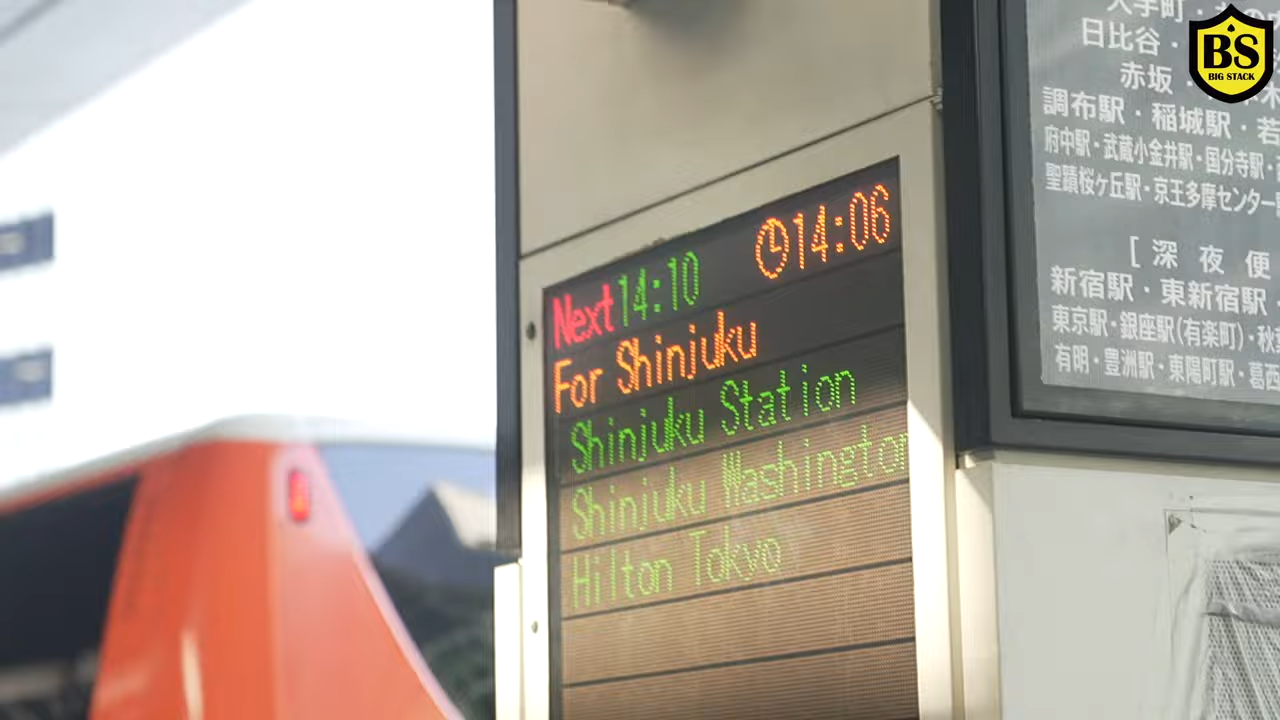 Next 14:10 14:06
For Shinjuku
Shinjuku Station
Shinjuku Washington
Hilton Tokyo
大手町・
日比谷・
赤坂・
調布駅・稲城駅・若
府中駅・武蔵小金井駅・国分寺駅・
聖蹟桜ヶ丘駅・京王多摩センター
[深夜便
新宿駅・東新宿駅・
東京駅・銀座駅(有楽町)・秋
有明・豊洲駅・東陽町駅・葛西
BS
BIG STACK